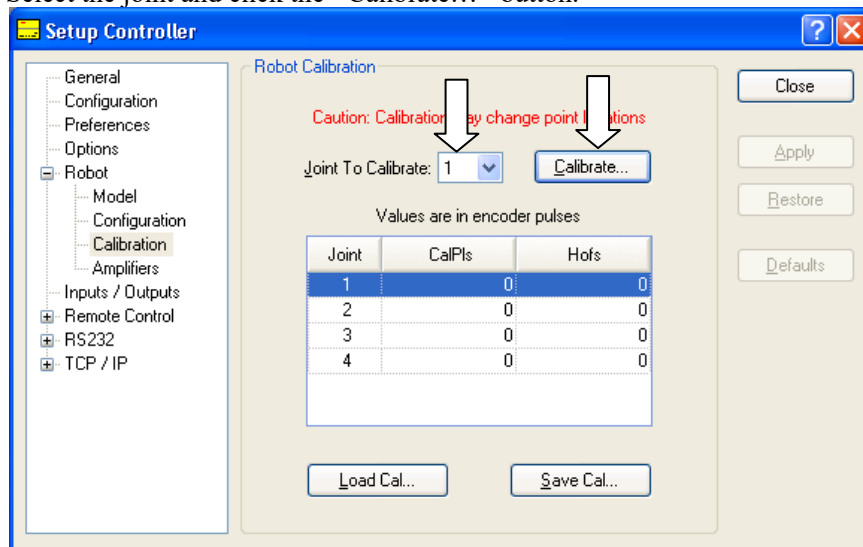 Select the joint and click the "Calibrate..." button.
Setup Controller
General
Configuration
Preferences
Options
Robot
Model
Configuration
Calibration
Amplifiers
Inputs / Outputs
Remote Control
RS232
TCP / IP
Robot Calibration
Caution: Calibration may change point locations
Joint To Calibrate: 1
Calibrate...
Values are in encoder pulses
Joint CalPls Hofs
1 0 0
2 0 0
3 0 0
4 0 0
Load Cal...
Save Cal...
Close
Apply
Restore
Defaults